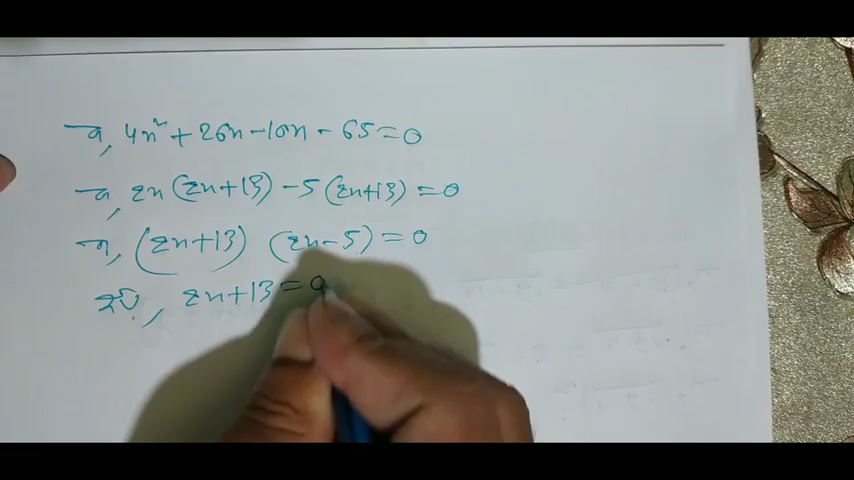 বা, 4x² + 26x - 10x - 65 = 0
বা, 2x (2x+13) - 5 (2x+13) = 0
বা, (2x+13) (2x-5) = 0
হয়, 2x+13 = 0